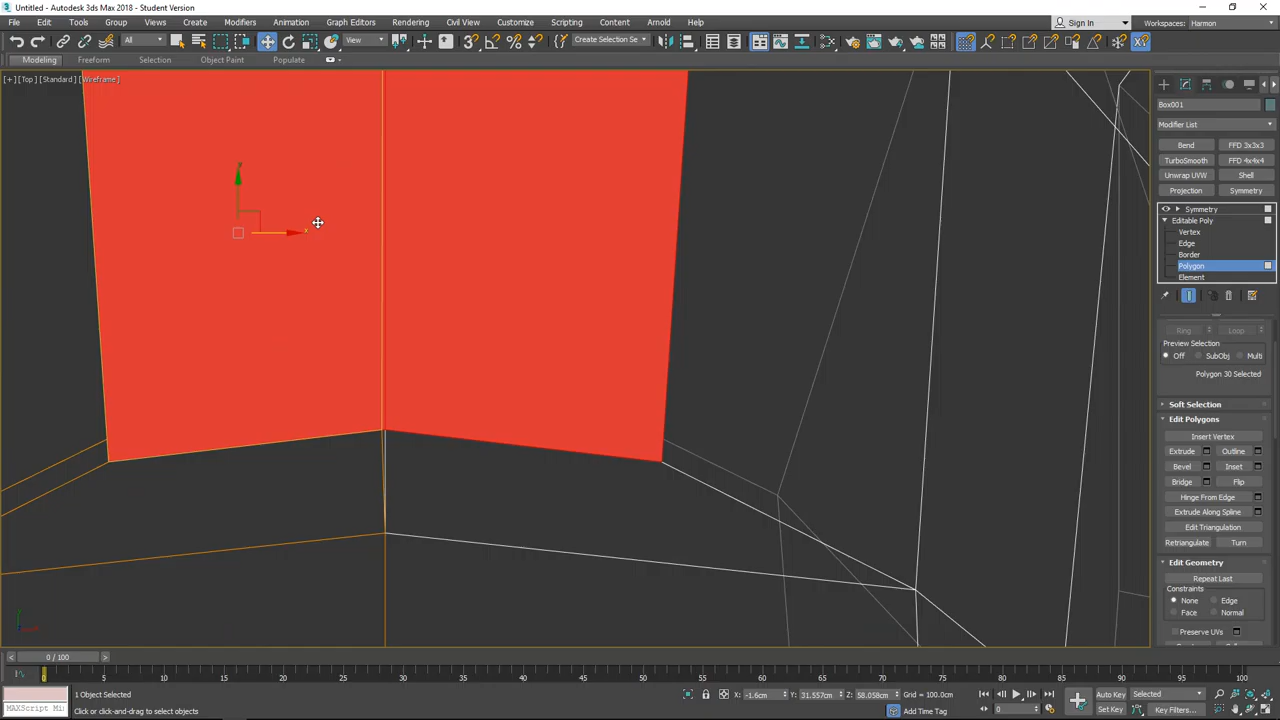 Untitled - Autodesk 3ds Max 2018 - Student Version
File Edit Tools Group Views Create Modifiers Animation Graph Editors Rendering Civil View Customize Scripting Content Arnold Help
Sign In Workspaces: Harmon
All View Create Selection Se
Modeling Freeform Selection Object Paint Populate
[+] [Top] [Standard] [Wireframe]
Box001
Modifier List
Bend FFD 3x3x3
TurboSmooth FFD 4x4x4
Unwrap UVW Shell
Projection Symmetry
Symmetry
Editable Poly
Vertex
Edge
Border
Polygon
Element
Ring Loop
Preview Selection
Off SubObj Multi
Polygon 30 Selected
Soft Selection
Edit Polygons
Insert Vertex
Extrude Outline
Bevel Inset
Bridge Flip
Hinge From Edge
Extrude Along Spline
Edit Triangulation
Retriangulate Turn
Edit Geometry
Repeat Last
Constraints
None Edge
Face Normal
Preserve UVs
y
x
0 / 100
0 5 10 15 20 25 30 35 40 45 50 55 60 65 70 75 80 85 90 95 100
1 Object Selected X: -1.6cm Y: 31.557cm Z: 58.058cm Grid = 100.0cm Auto Key Selected
MAXScript Mi Click or click-and-drag to select objects Add Time Tag 0 Set Key Key Filters...